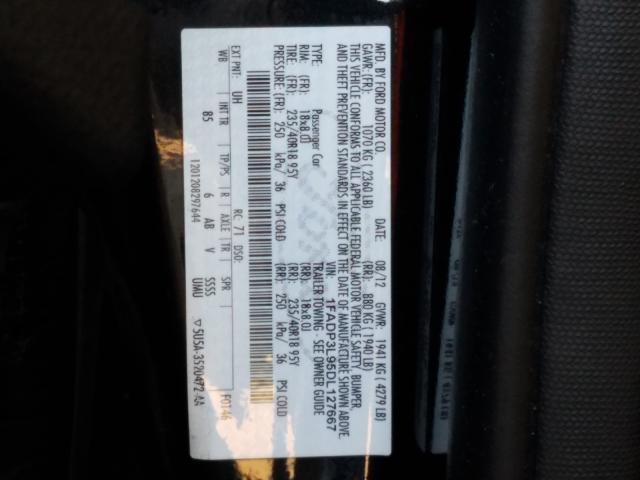 MFD. BY FORD MOTOR CO.
08/12 GVWR: 1941 KG ( 4279 LB)
GAWR (FR): 1070 KG ( 2360 LB) (RR): 880 KG ( 1940 LB)
THIS VEHICLE CONFORMS TO ALL APPLICABLE FEDERAL MOTOR VEHICLE SAFETY, BUMPER,
AND THEFT PREVENTION STANDARDS IN EFFECT ON THE DATE OF MANUFACTURE SHOWN ABOVE.
VIN: 1FADP3L95DL127667
TYPE: Passenger Car TRAILER TOWING - SEE OWNER GUIDE
RIM: (FR) 18x8.0J (RR): 18x8.0J
TIRE: (FR): 235/40R18 95Y (RR): 235/40R18 95Y
PRESSURE: (FR): 250 kPa/ 36 PSI COLD (RR): 250 kPa/ 36 PSI COLD
EXT PNT: UH RC: 71 DSO: F0146
WB INT TR TP/PS R AXLE TR SPR
85 6 AB V SSSS UMU
1201208297644 ▽5U5A-3520472-AA